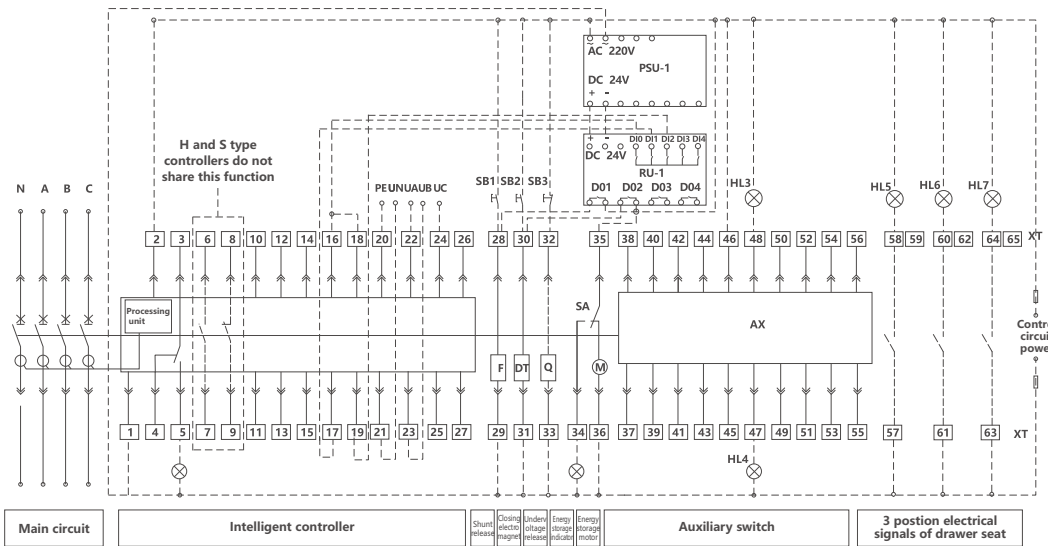 AC 220V
PSU-1
DC 24V
+ -
H and S type
controllers do not
share this function
+ - DI0 DI1 DI2 DI3 DI4
DC 24V
RU-1
N A B C
PE UN UA UB UC
SB1 SB2 SB3
D01 D02 D03 D04
HL3
HL5 HL6 HL7
2 3 6 8 10 12 14 16 18 20 22 24 26 28 30 32 35 38 40 42 44 46 48 50 52 54 56 58 59 60 62 64 65 XT
Processing
unit
SA
AX
Contro
circui
powe
F DT Q M
1 4 5 7 9 11 13 15 17 19 21 23 25 27 29 31 33 34 36 37 39 41 43 45 47 49 51 53 55 57 61 63 XT
HL4
Main circuit
Intelligent controller
Shunt
release
Closing
electro
magnet
Underv
oltage
release
Energy
storage
indicator
Energy
storage
motor
Auxiliary switch
3 postion electrical
signals of drawer seat